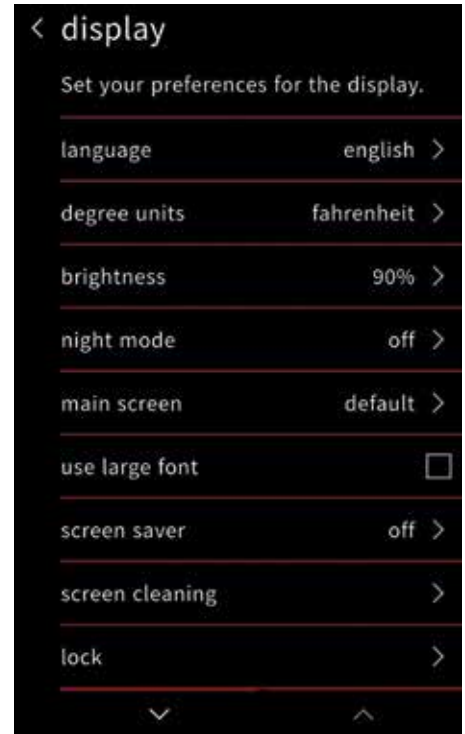 display
Set your preferences for the display.
language english
degree units fahrenheit
brightness 90%
night mode off
main screen default
use large font
screen saver off
screen cleaning
lock